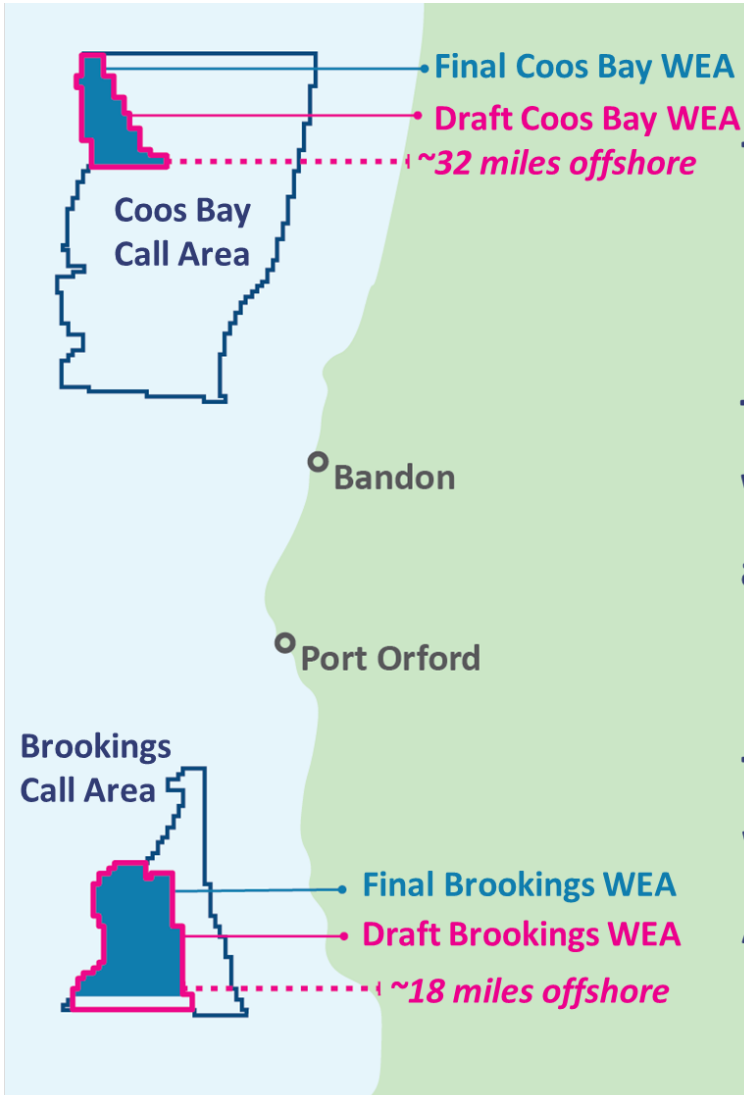 Final Coos Bay WEA
Draft Coos Bay WEA
~32 miles offshore
Coos Bay
Call Area
Bandon
Port Orford
Brookings
Call Area
Final Brookings WEA
Draft Brookings WEA
~18 miles offshore